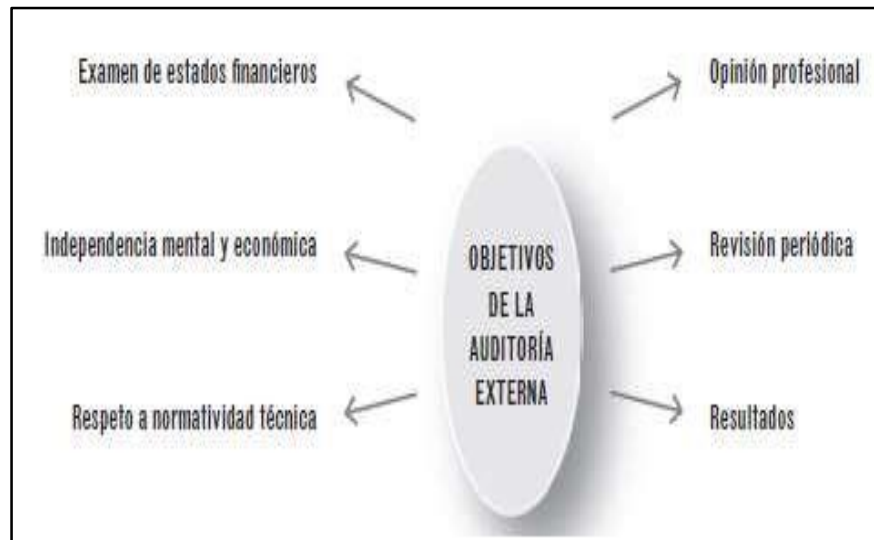 Examen de estados financieros
Opinión profesional
Independencia mental y económica
Revisión periódica
OBJETIVOS
DE LA
AUDITORÍA
EXTERNA
Respeto a normatividad técnica
Resultados